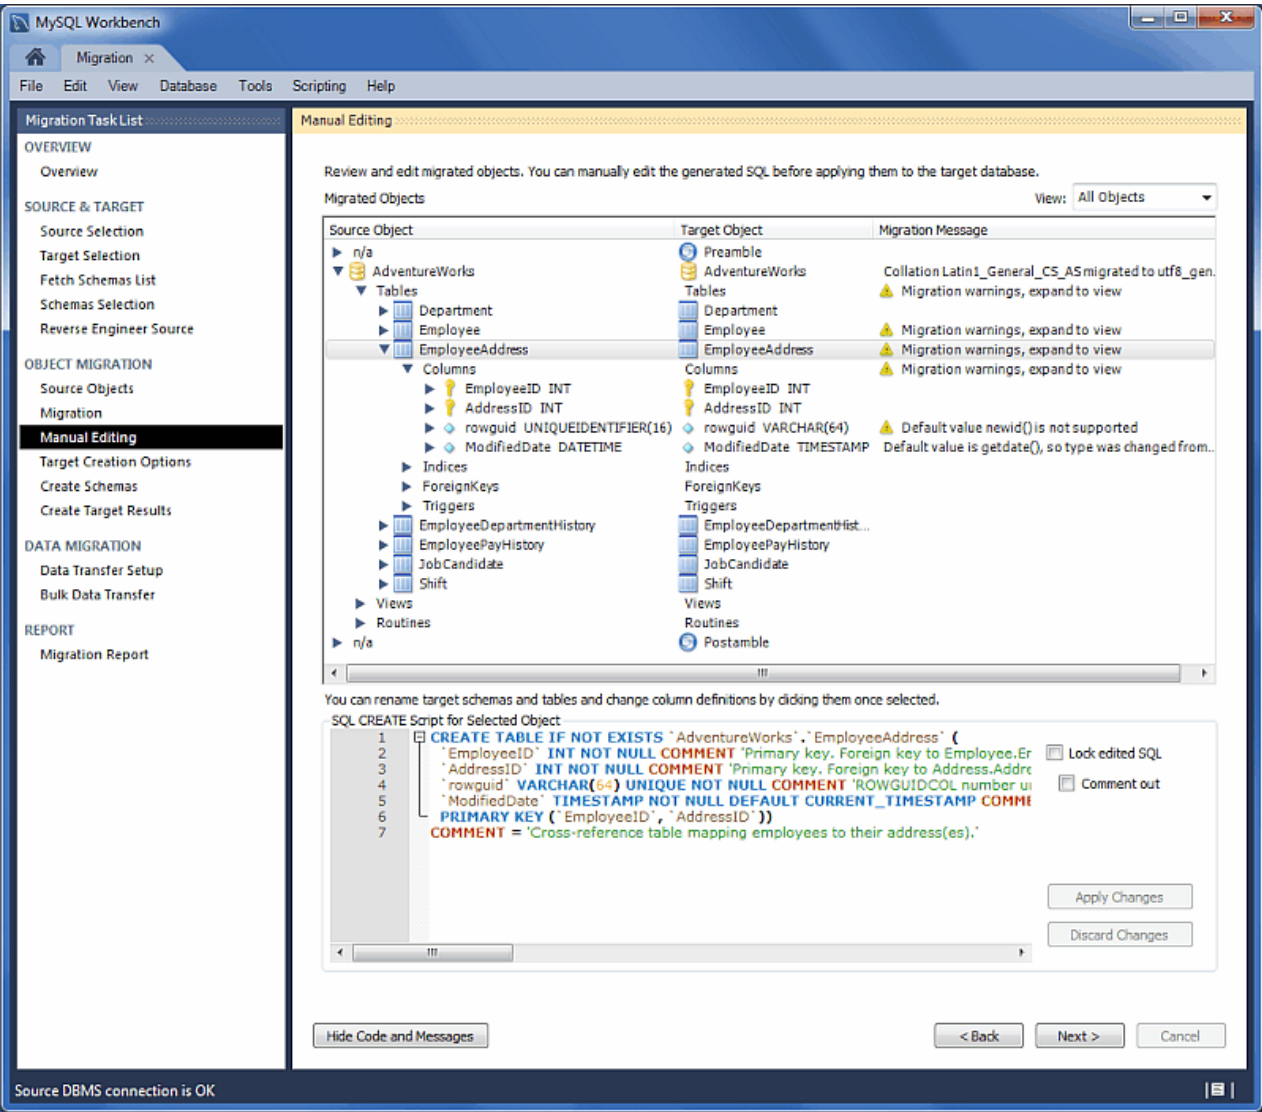 MySQL Workbench
Migration
File Edit View Database Tools Scripting Help
Migration Task List
OVERVIEW
Overview
SOURCE & TARGET
Source Selection
Target Selection
Fetch Schemas List
Schemas Selection
Reverse Engineer Source
OBJECT MIGRATION
Source Objects
Migration
Manual Editing
Target Creation Options
Create Schemas
Create Target Results
DATA MIGRATION
Data Transfer Setup
Bulk Data Transfer
REPORT
Migration Report
Manual Editing
Review and edit migrated objects. You can manually edit the generated SQL before applying them to the target database.
Migrated Objects View: All Objects
Source Object Target Object Migration Message
n/a Preamble
AdventureWorks AdventureWorks Collation Latin1_General_CS_AS migrated to utf8_gen.
Tables Tables Migration warnings, expand to view
Department Department
Employee Employee Migration warnings, expand to view
EmployeeAddress EmployeeAddress Migration warnings, expand to view
Columns Columns Migration warnings, expand to view
EmployeeID INT EmployeeID INT
AddressID INT AddressID INT
rowguid UNIQUEIDENTIFIER(16) rowguid VARCHAR(64) Default value newid() is not supported
ModifiedDate DATETIME ModifiedDate TIMESTAMP Default value is getdate(), so type was changed from...
Indices Indices
ForeignKeys ForeignKeys
Triggers Triggers
EmployeeDepartmentHistory EmployeeDepartmentHist...
EmployeePayHistory EmployeePayHistory
JobCandidate JobCandidate
Shift Shift
Views Views
Routines Routines
n/a Postamble
You can rename target schemas and tables and change column definitions by clicking them once selected.
SQL CREATE Script for Selected Object
1 CREATE TABLE IF NOT EXISTS `AdventureWorks`.`EmployeeAddress` (
2 `EmployeeID` INT NOT NULL COMMENT 'Primary key. Foreign key to Employee.Er
3 `AddressID` INT NOT NULL COMMENT 'Primary key. Foreign key to Address.Addre
4 `rowguid` VARCHAR(64) UNIQUE NOT NULL COMMENT 'ROWGUIDCOL number ui
5 `ModifiedDate` TIMESTAMP NOT NULL DEFAULT CURRENT_TIMESTAMP COMME
6 PRIMARY KEY (`EmployeeID`, `AddressID`))
7 COMMENT = 'Cross-reference table mapping employees to their address(es).'
Lock edited SQL
Comment out
Apply Changes
Discard Changes
Hide Code and Messages < Back Next > Cancel
Source DBMS connection is OK